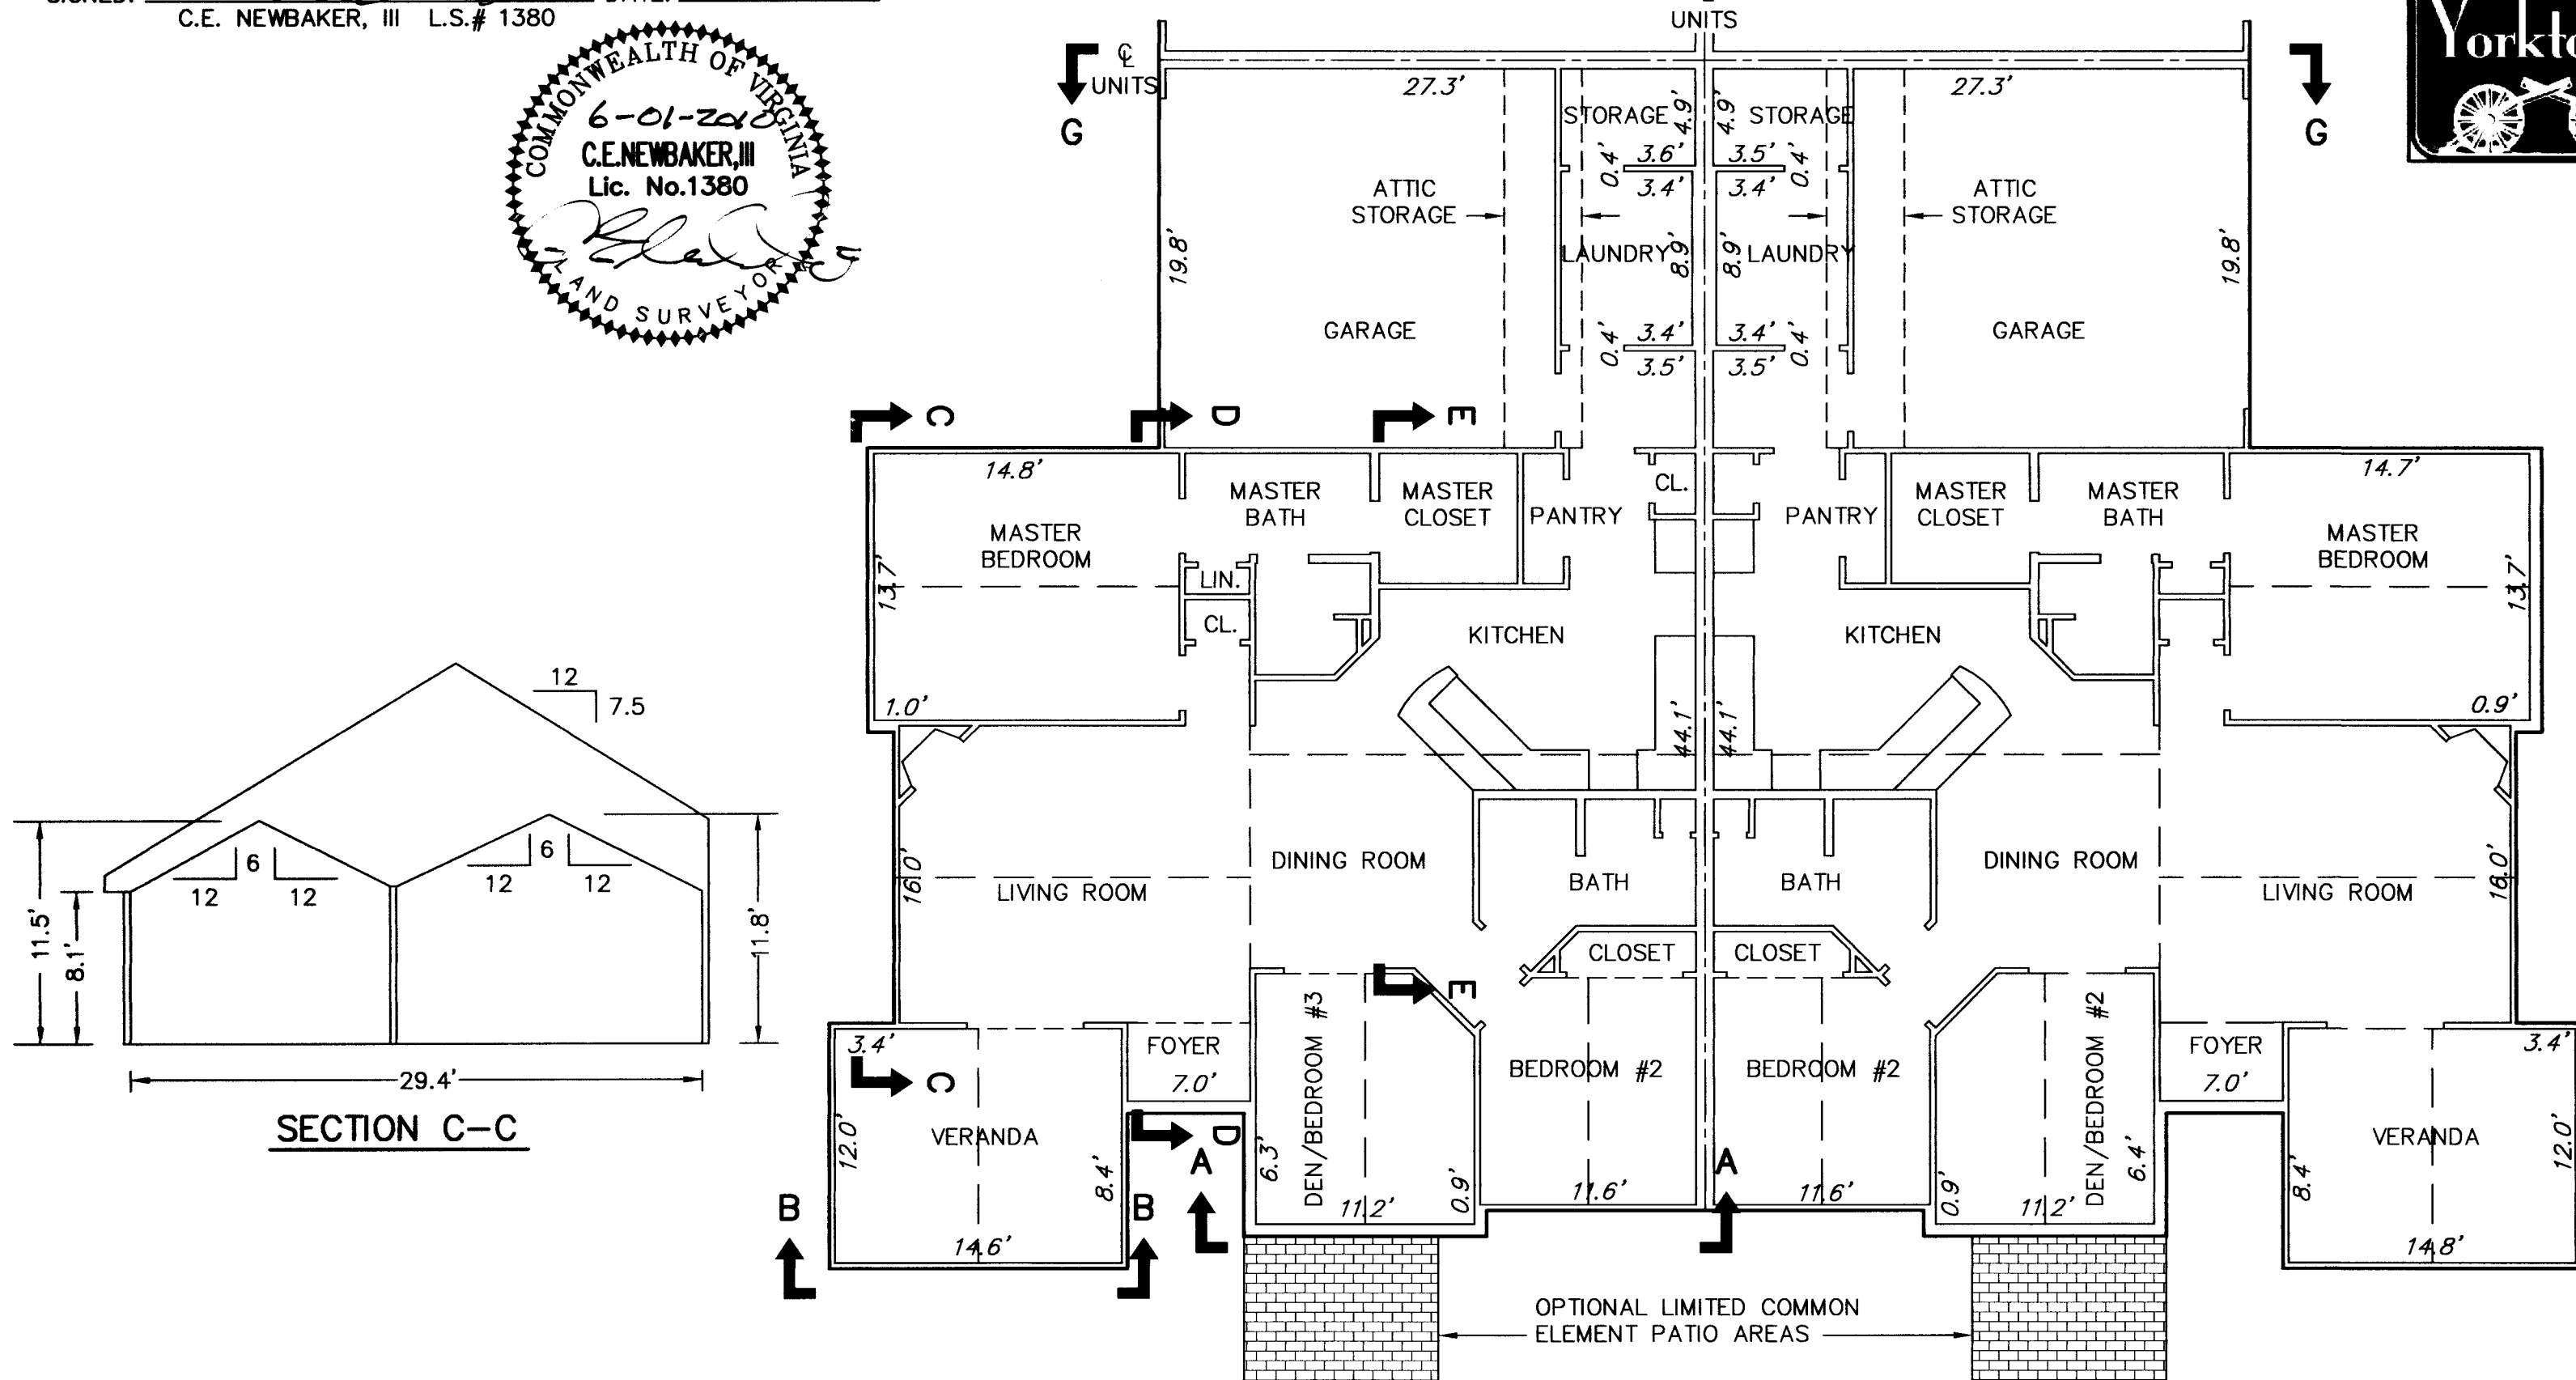 C.E. NEWBAKER, III L.S.# 1380
COMMONWEALTH OF VIRGINIA
6-01-2010
C.E.NEWBAKER,III
Lic. No.1380
LAND SURVEYOR
UNITS
℄
UNITS
G
G
Yorkto
27.3'
27.3'
STORAGE
4.9'
4.9'
STORAGE
0.4'
3.6'
3.5'
0.4'
3.4'
3.4'
ATTIC
STORAGE
ATTIC
STORAGE
19.8'
LAUNDRY
8.9'
8.9'
LAUNDRY
19.8'
GARAGE
0.4'
3.4'
3.4'
0.4'
GARAGE
3.5'
3.5'
C
D
E
14.8'
14.7'
MASTER
BATH
MASTER
CLOSET
PANTRY
CL.
PANTRY
MASTER
CLOSET
MASTER
BATH
MASTER
BEDROOM
MASTER
BEDROOM
13.7'
LIN.
13.7'
CL.
KITCHEN
KITCHEN
1.0'
44.1'
44.1'
0.9'
12
7.5
6
12
12
6
12
12
11.5'
8.1'
11.8'
29.4'
SECTION C-C
16.0'
LIVING ROOM
DINING ROOM
BATH
BATH
DINING ROOM
LIVING ROOM
16.0'
CLOSET
CLOSET
E
3.4'
C
FOYER
7.0'
DEN/BEDROOM #3
BEDROOM #2
BEDROOM #2
DEN/BEDROOM #2
FOYER
7.0'
3.4'
12.0'
VERANDA
8.4'
D
A
6.3'
11.2'
0.9'
11.6'
A
11.6'
0.9'
11.2'
6.4'
8.4'
VERANDA
12.0'
B
14.6'
B
14.8'
OPTIONAL LIMITED COMMON
ELEMENT PATIO AREAS